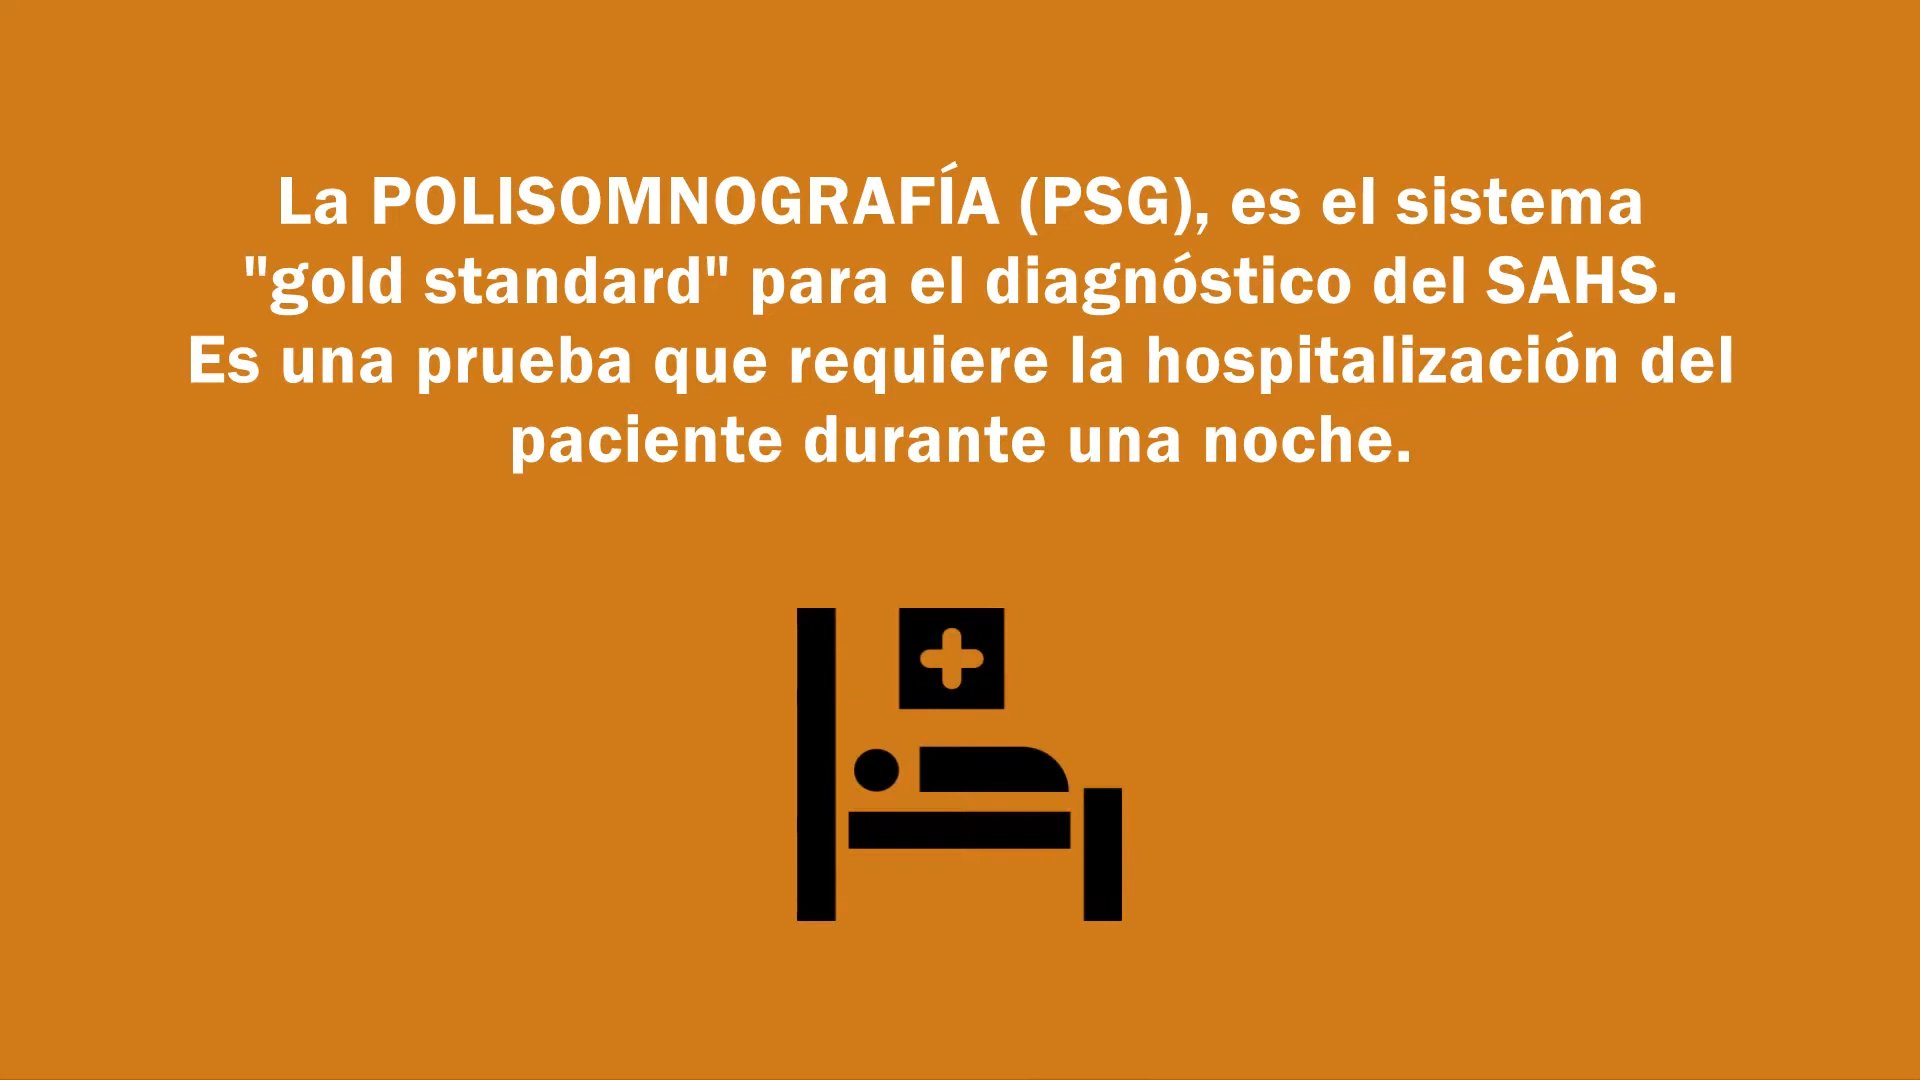 La POLISOMNOGRAFÍA (PSG), es el sistema
"gold standard" para el diagnóstico del SAHS.
Es una prueba que requiere la hospitalización del
paciente durante una noche.